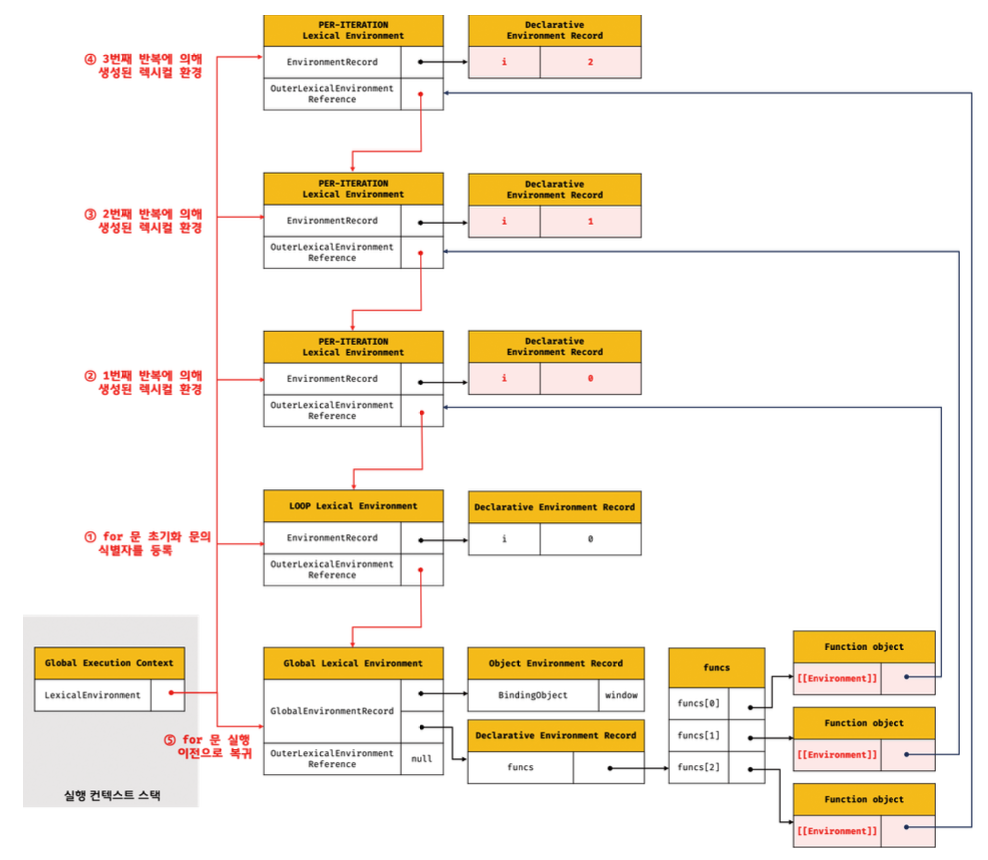 PER-ITERATION
Lexical Environment
Declarative
Environment Record
④ 3번째 반복에 의해
생성된 렉시컬 환경
EnvironmentRecord
i
2
OuterLexicalEnvironment
Reference
PER-ITERATION
Lexical Environment
Declarative
Environment Record
③ 2번째 반복에 의해
생성된 렉시컬 환경
EnvironmentRecord
i
1
OuterLexicalEnvironment
Reference
PER-ITERATION
Lexical Environment
Declarative
Environment Record
② 1번째 반복에 의해
생성된 렉시컬 환경
EnvironmentRecord
i
0
OuterLexicalEnvironment
Reference
LOOP Lexical Environment
Declarative Environment Record
① for 문 초기화 문의
식별자를 등록
EnvironmentRecord
i
0
OuterLexicalEnvironment
Reference
Global Execution Context
LexicalEnvironment
실행 컨텍스트 스택
⑤ for 문 실행
이전으로 복귀
Global Lexical Environment
GlobalEnvironmentRecord
OuterLexicalEnvironment
Reference
null
Object Environment Record
BindingObject
window
Declarative Environment Record
funcs
funcs
funcs[0]
funcs[1]
funcs[2]
Function object
[[Environment]]
Function object
[[Environment]]
Function object
[[Environment]]